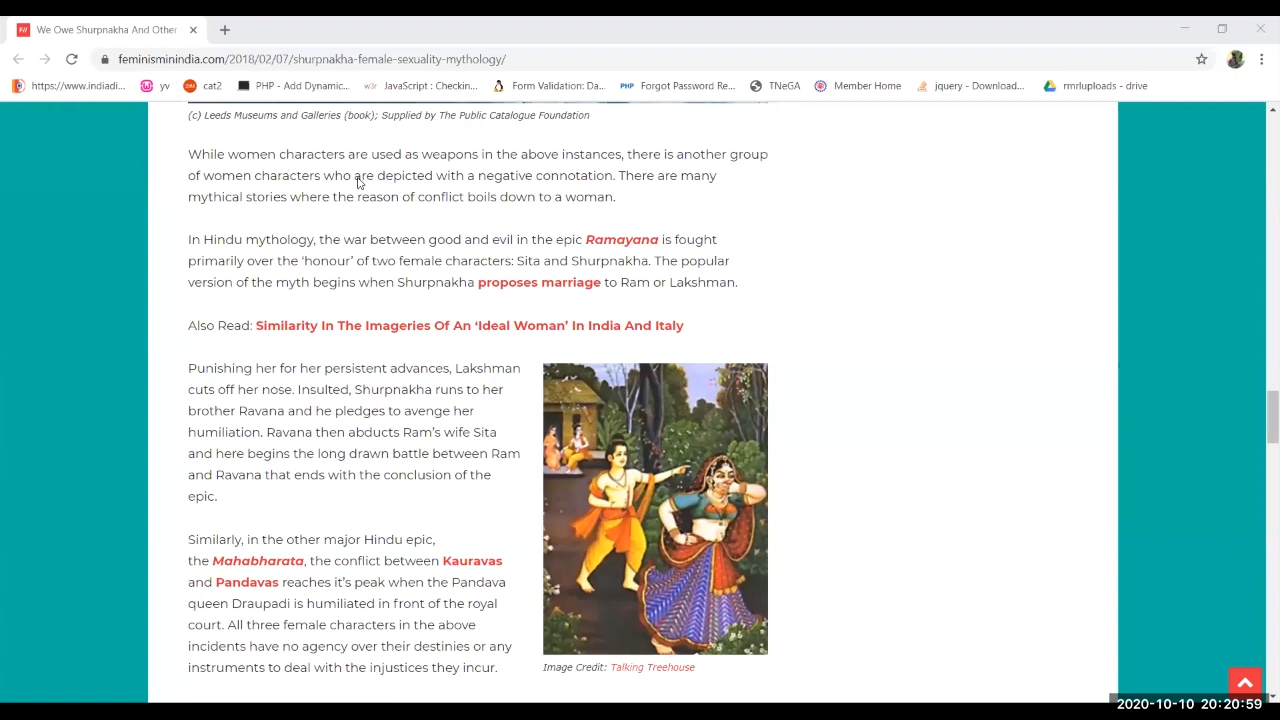 We Owe Shurpnakha And Other
feminisminindia.com/2018/02/07/shurpnakha-female-sexuality-mythology/
https://www.indiadi... yv cat2 PHP - Add Dynamic... w3r JavaScript : Checkin... Form Validation: Da... PHP Forgot Password Re... TNeGA Member Home jquery - Download... rmrluploads - drive
(c) Leeds Museums and Galleries (book); Supplied by The Public Catalogue Foundation
While women characters are used as weapons in the above instances, there is another group
of women characters who are depicted with a negative connotation. There are many
mythical stories where the reason of conflict boils down to a woman.
In Hindu mythology, the war between good and evil in the epic Ramayana is fought
primarily over the ‘honour’ of two female characters: Sita and Shurpnakha. The popular
version of the myth begins when Shurpnakha proposes marriage to Ram or Lakshman.
Also Read: Similarity In The Imageries Of An ‘Ideal Woman’ In India And Italy
Punishing her for her persistent advances, Lakshman
cuts off her nose. Insulted, Shurpnakha runs to her
brother Ravana and he pledges to avenge her
humiliation. Ravana then abducts Ram’s wife Sita
and here begins the long drawn battle between Ram
and Ravana that ends with the conclusion of the
epic.
Similarly, in the other major Hindu epic,
the Mahabharata, the conflict between Kauravas
and Pandavas reaches it’s peak when the Pandava
queen Draupadi is humiliated in front of the royal
court. All three female characters in the above
incidents have no agency over their destinies or any
instruments to deal with the injustices they incur.
Image Credit: Talking Treehouse
2020-10-10 20:20:59